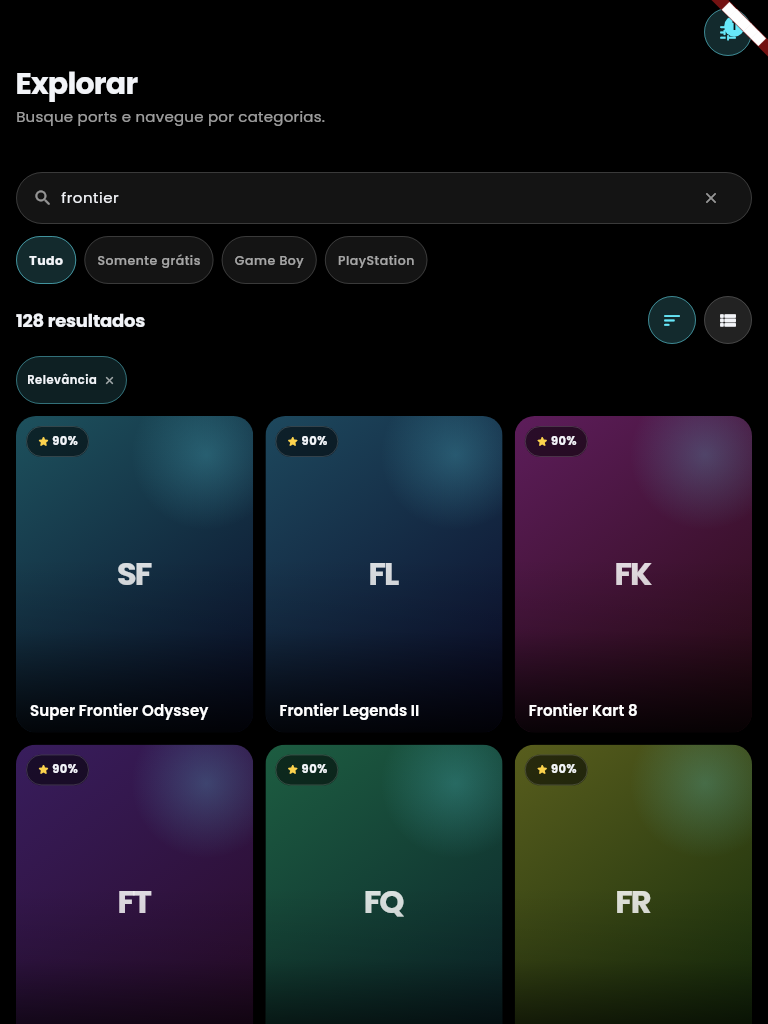 Explorar
Busque ports e navegue por categorias.
frontier
Tudo
Somente grátis
Game Boy
PlayStation
128 resultados
Relevância
90%
90%
90%
SF
FL
FK
Super Frontier Odyssey
Frontier Legends II
Frontier Kart 8
90%
90%
90%
FT
FQ
FR